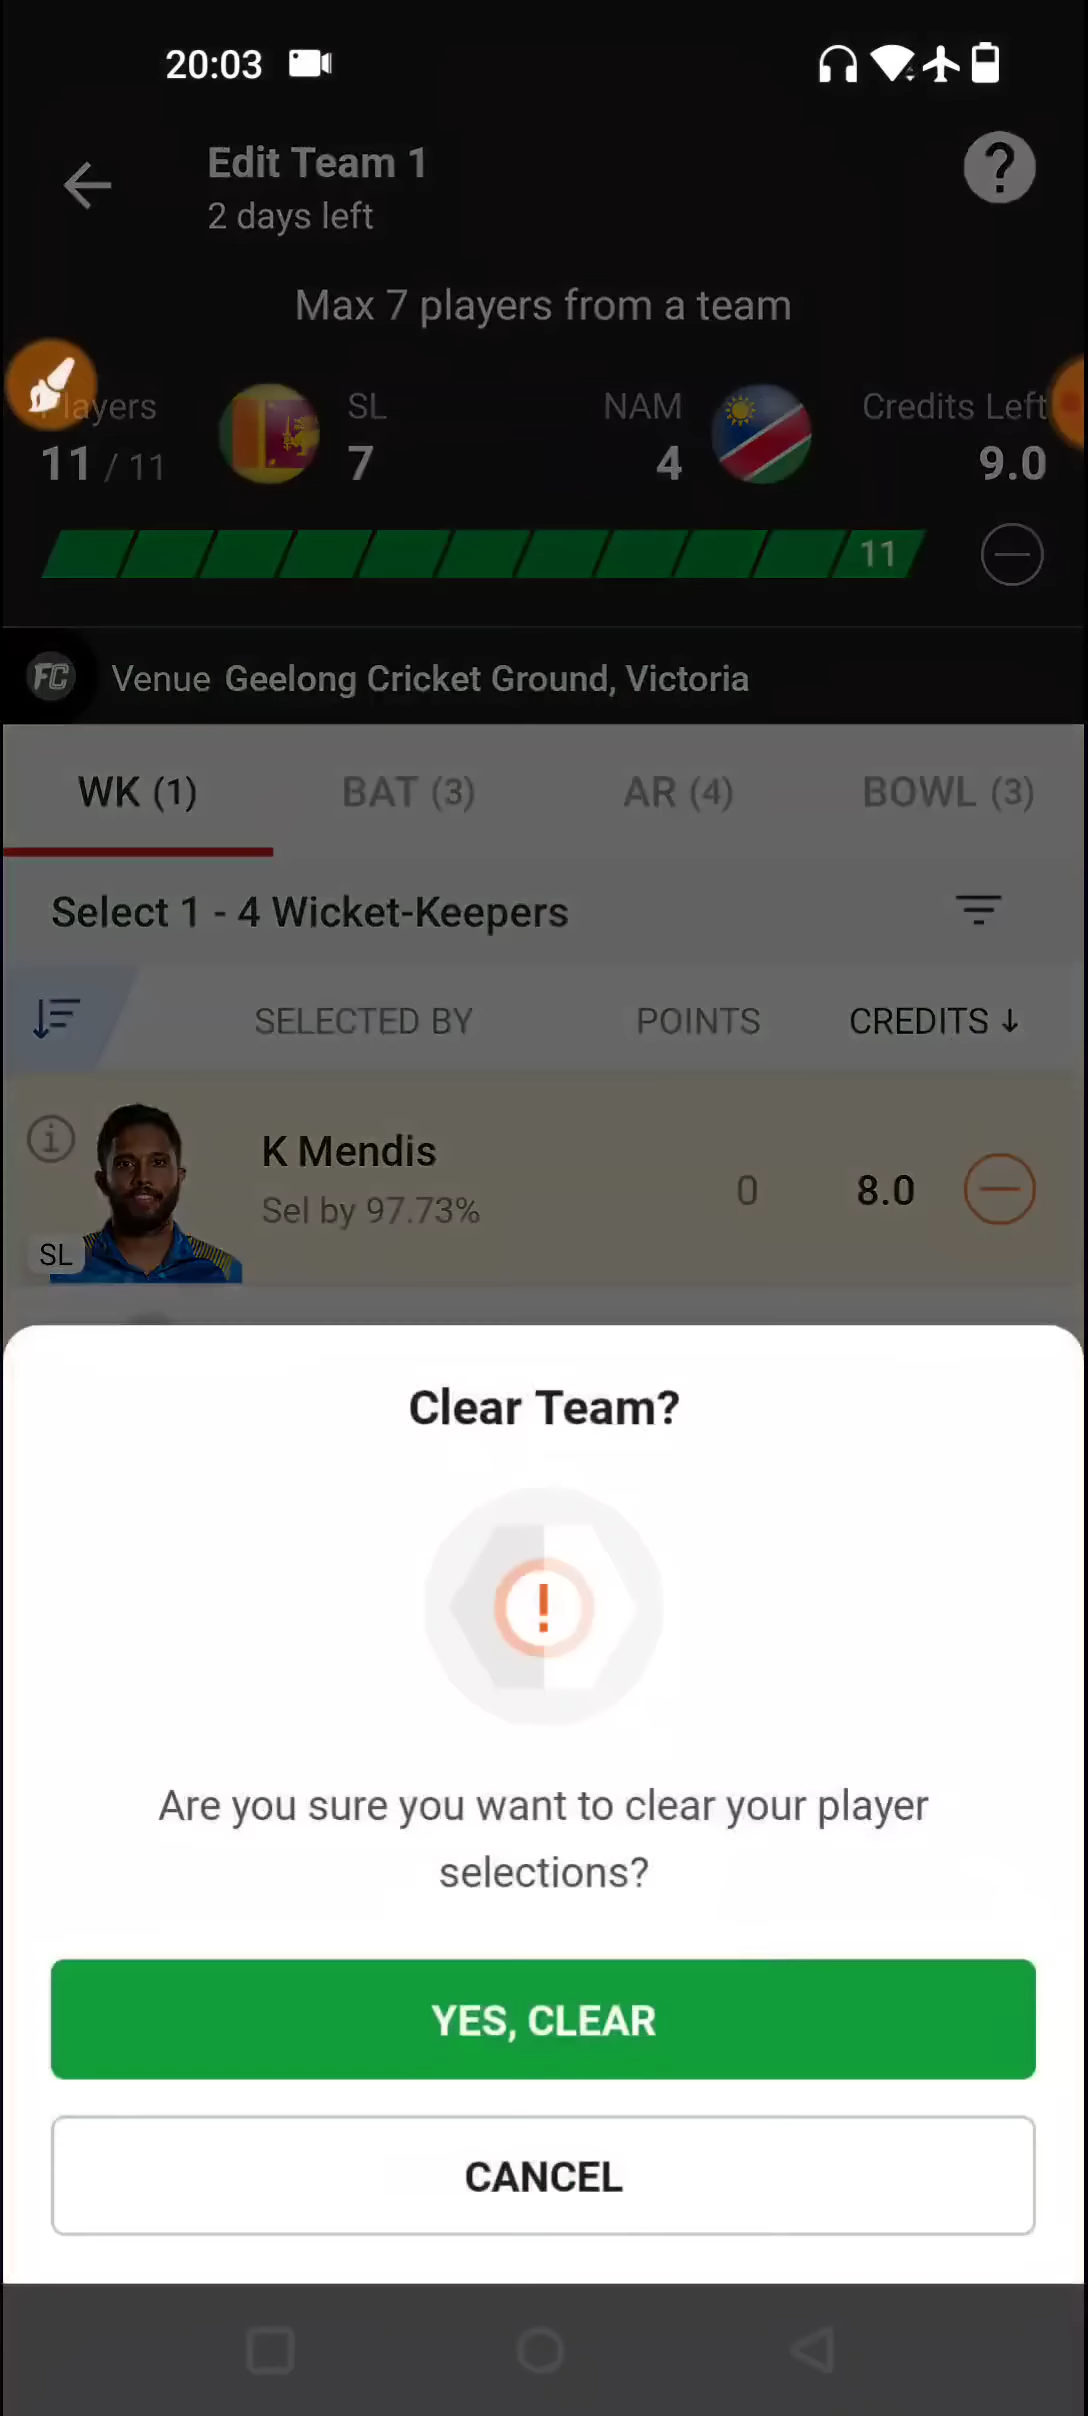 20:03
Edit Team 1
2 days left
Max 7 players from a team
layers SL NAM Credits Left
11 / 11 7 4 9.0
11
FC Venue Geelong Cricket Ground, Victoria
WK (1) BAT (3) AR (4) BOWL (3)
Select 1 - 4 Wicket-Keepers
SELECTED BY POINTS CREDITS ↓
K Mendis
Sel by 97.73% 0 8.0
SL
Clear Team?
!
Are you sure you want to clear your player
selections?
YES, CLEAR
CANCEL